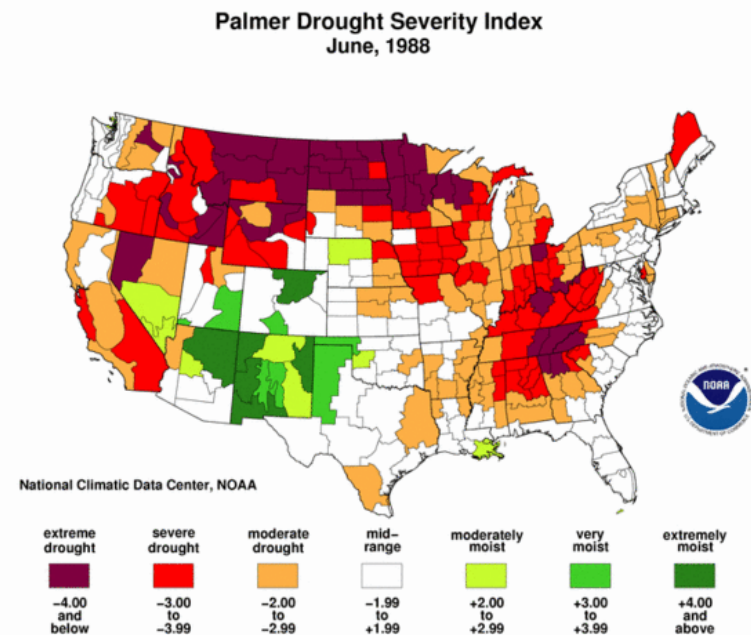 Palmer Drought Severity Index
June, 1988
NOAA
National Climatic Data Center, NOAA
extreme drought
severe drought
moderate drought
mid-range
moderately moist
very moist
extremely moist
-4.00 and below
-3.00 to -3.99
-2.00 to -2.99
-1.99 to +1.99
+2.00 to +2.99
+3.00 to +3.99
+4.00 and above